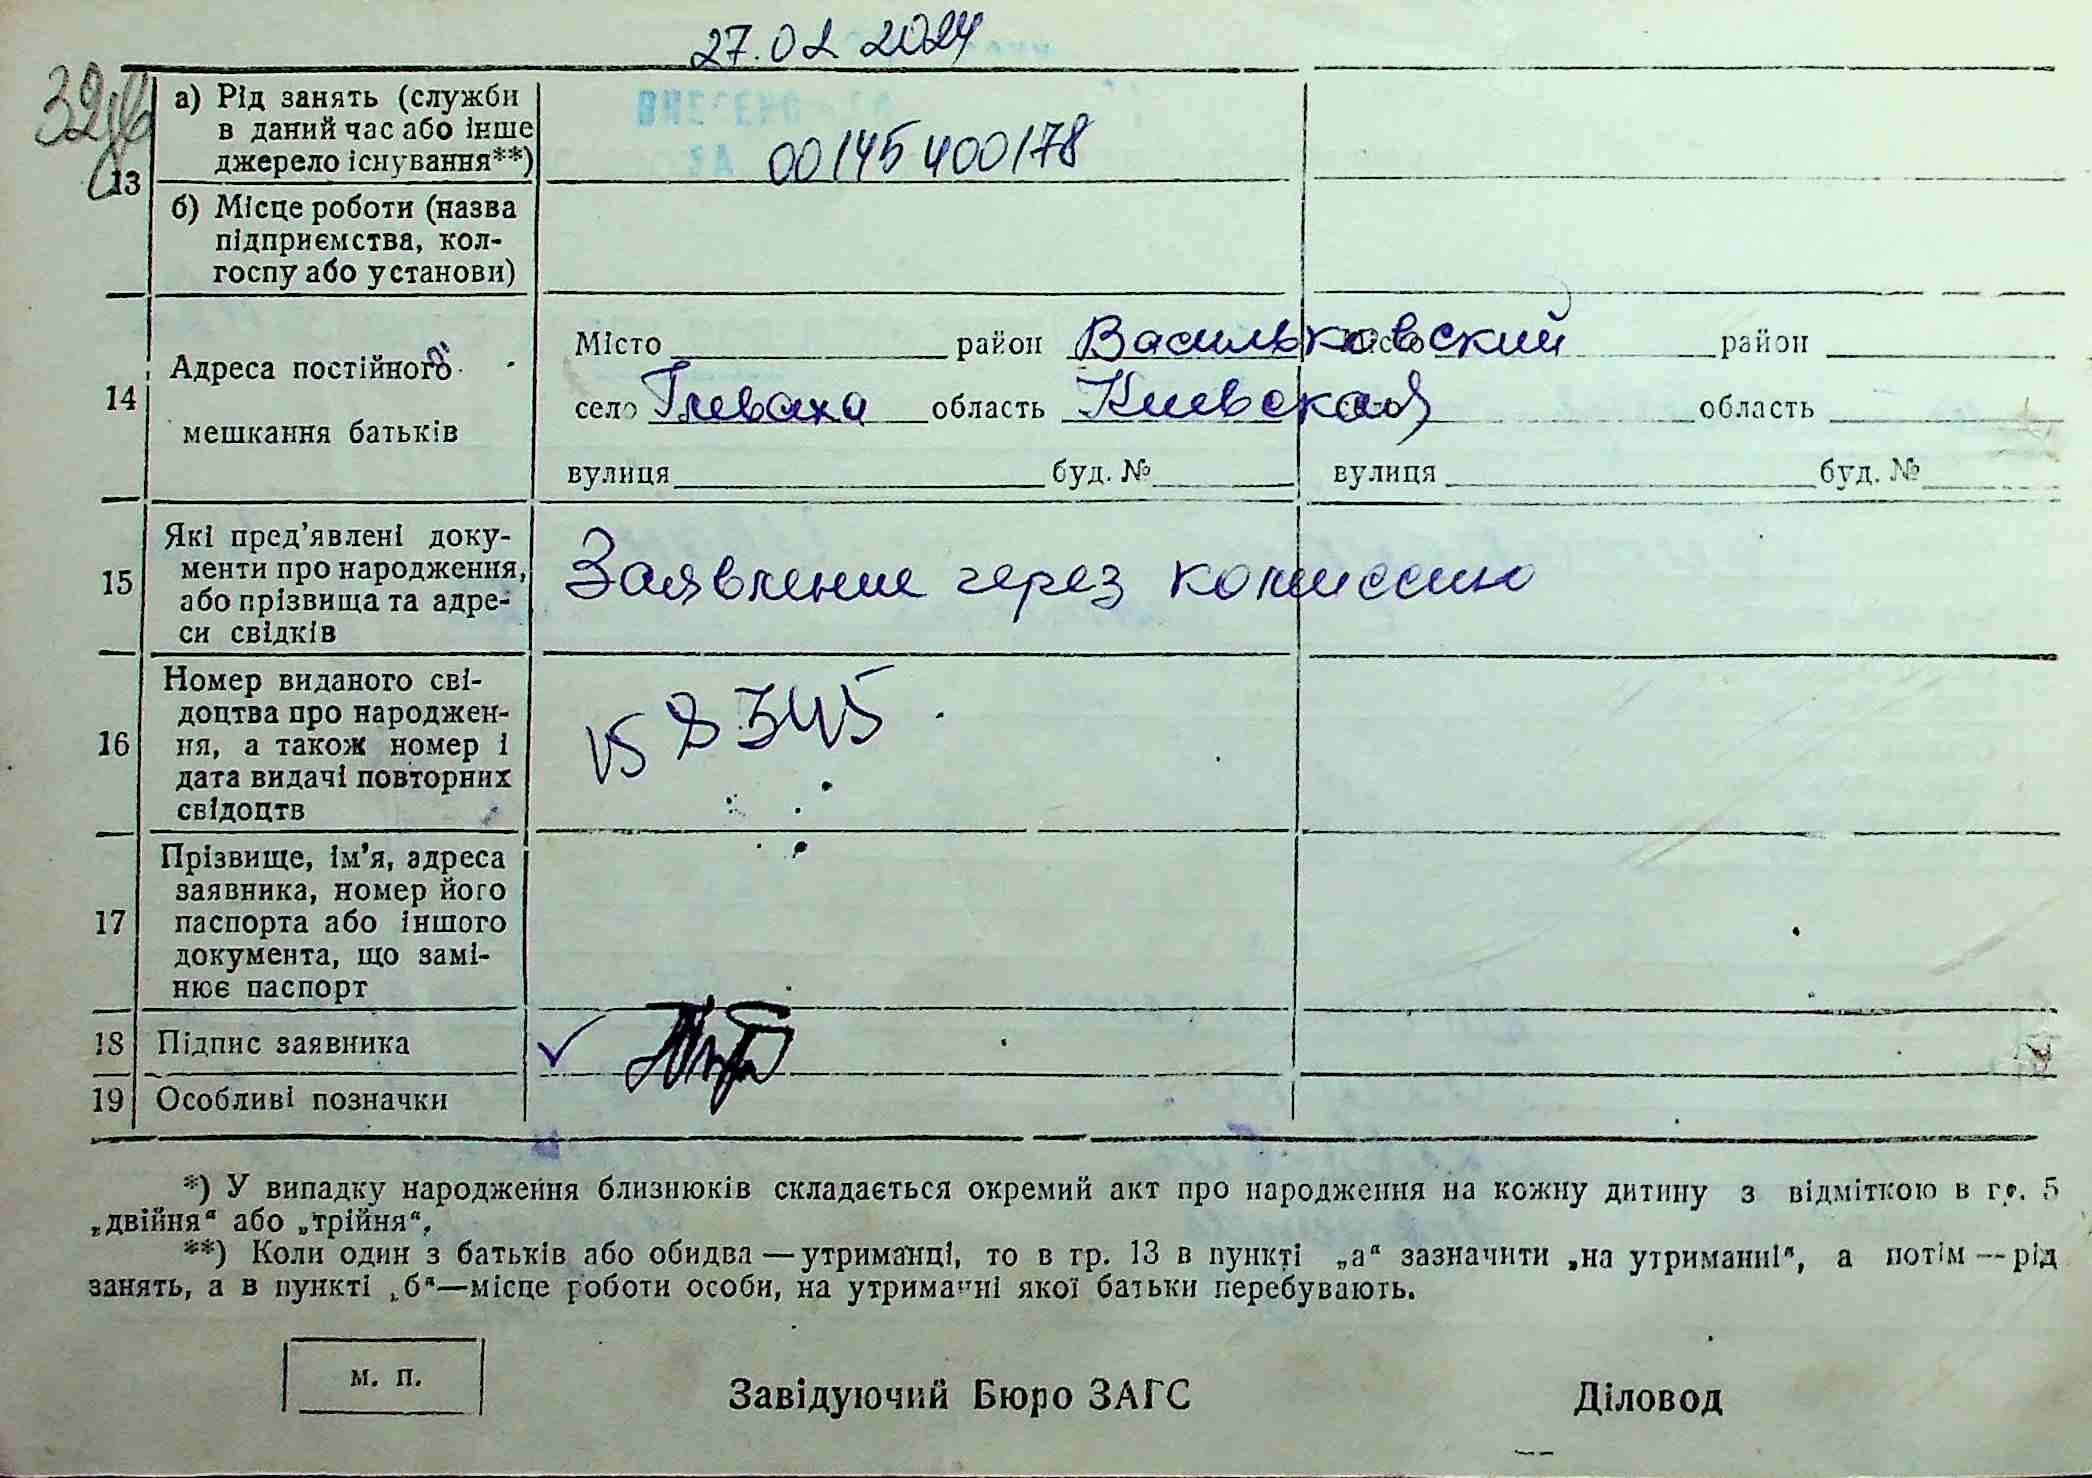 27.02 2024
а) Рід занять (служби
в даний час або інше
джерело існування**)
ВНЕСЕНО
ЗА
00145400178
13
б) Місце роботи (назва
підприємства, кол-
госпу або установи)
14
Адреса постійного
мешкання батьків
Місто район Васильковский Місто район
село Глеваха область Киевская область
вулиця буд. № вулиця буд. №
15
Які пред'явлені доку-
менти про народження,
або прізвища та адре-
си свідків
Заявление через комиссию
16
Номер виданого сві-
доцтва про народжен-
ня, а також номер і
дата видачі повторних
свідоцтв
17
Прізвище, ім'я, адреса
заявника, номер його
паспорта або іншого
документа, що замі-
нює паспорт
18 Підпис заявника
19 Особливі позначки
*) У випадку народження близнюків складається окремий акт про народження на кожну дитину з відміткою в гр. 5
„двійня“ або „трійня“,
**) Коли один з батьків або обидва — утриманці, то в гр. 13 в пункті „а“ зазначити „на утриманні“, а потім — рід
занять, а в пункті „б“—місце роботи особи, на утриманні якої батьки перебувають.
м. п.
Завідуючий Бюро ЗАГС
Діловод